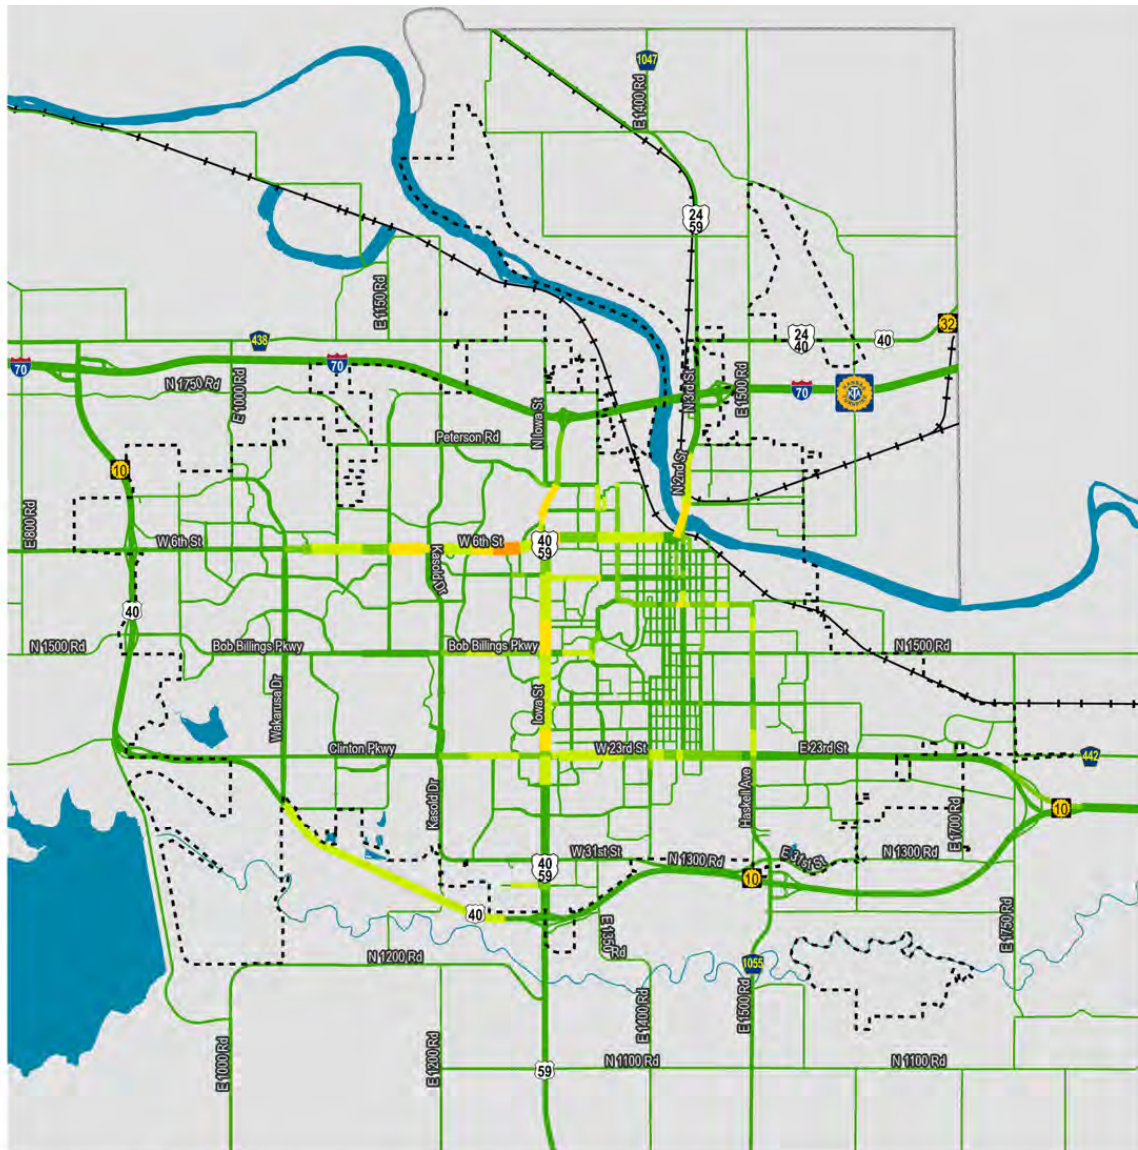 1047
E 1400 Rd
24
59
E 1150 Rd
32
438
24
40
40
70
70
N 1750 Rd
E 1000 Rd
N 3rd St
E 1500 Rd
70
KANSAS
TURNPIKE
N Iowa St
Peterson Rd
10
N 2nd St
E 800 Rd
W 6th St
W 6th St
40
59
Kasold Dr
40
N 1500 Rd
Bob Billings Pkwy
Bob Billings Pkwy
N 1500 Rd
Wakarusa Dr
Iowa St
Clinton Pkwy
W 23rd St
E 23rd St
442
Kasold Dr
Haskell Ave
E 1700 Rd
10
W 31st St
N 1300 Rd
E 31st St
N 1300 Rd
40
59
10
40
E 1350
Rd
E 1750 Rd
N 1200 Rd
1055
E 1000 Rd
E 1200 Rd
E 1400 Rd
E 1500 Rd
59
N 1100 Rd
N 1100 Rd